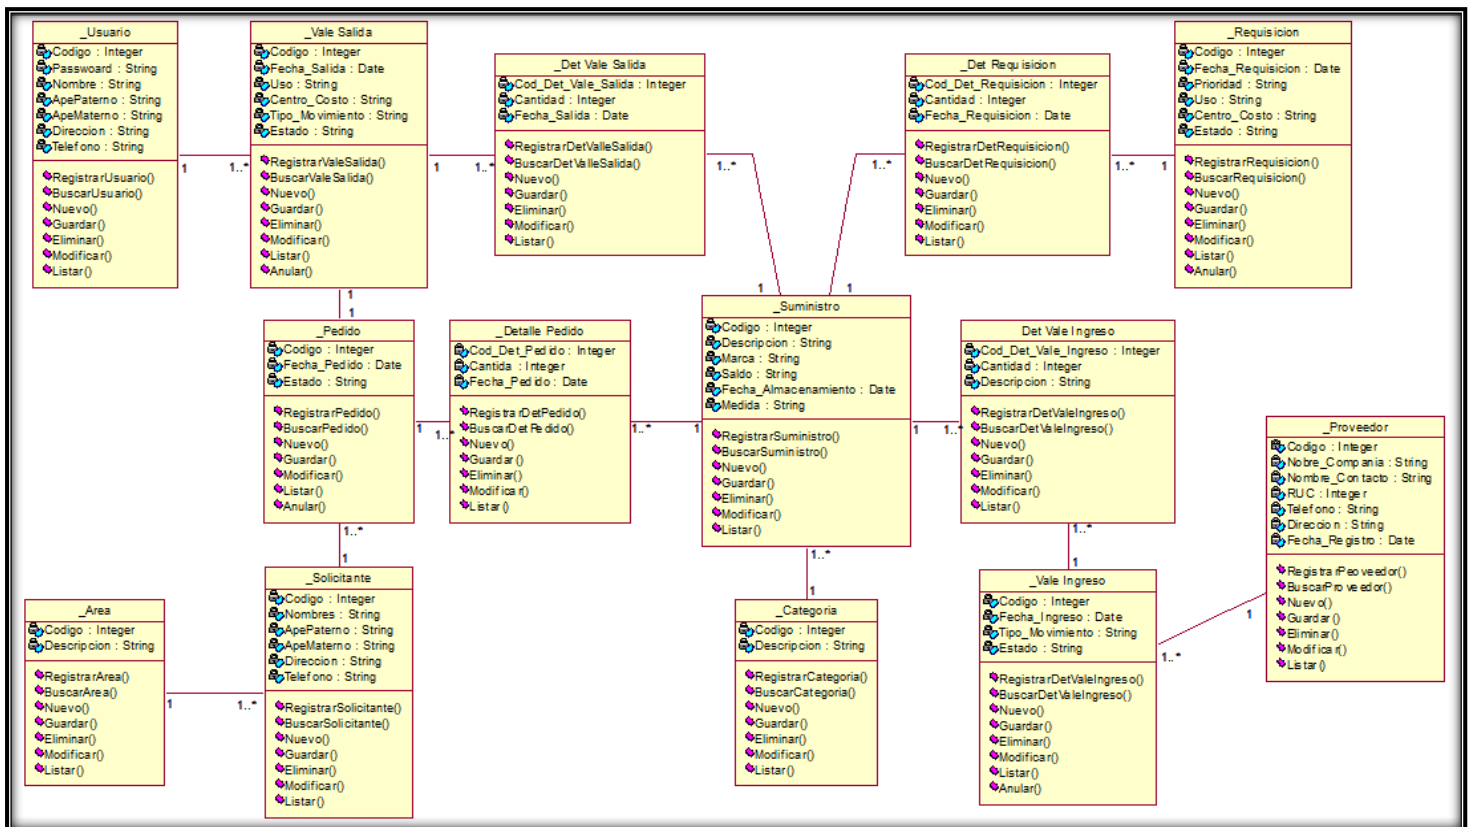 _Usuario
Codigo : Integer
Passwoard : String
Nombre : String
ApePaterno : String
ApeMaterno : String
Direccion : String
Telefono : String
RegistrarUsuario()
BuscarUsuario()
Nuevo()
Guardar()
Eliminar()
Modificar()
Listar()
1
1..*
_Vale Salida
Codigo : Integer
Fecha_Salida : Date
Uso : String
Centro_Costo : String
Tipo_Movimiento : String
Estado : String
RegistrarValeSalida()
BuscarValeSalida()
Nuevo()
Guardar()
Eliminar()
Modificar()
Listar()
Anular()
1
1..*
1
1
_Det Vale Salida
Cod_Det_Vale_Salida : Integer
Cantidad : Integer
Fecha_Salida : Date
RegistrarDetValleSalida()
BuscarDetValleSalida()
Nuevo()
Guardar()
Eliminar()
Modificar()
Listar()
1..*
1
_Det Requisicion
Cod_Det_Requisicion : Integer
Cantidad : Integer
Fecha_Requisicion : Date
RegistrarDetRequisicion()
BuscarDetRequisicion()
Nuevo()
Guardar()
Eliminar()
Modificar()
Listar()
1..*
1
1..*
1
_Requisicion
Codigo : Integer
Fecha_Requisicion : Date
Prioridad : String
Uso : String
Centro_Costo : String
Estado : String
RegistrarRequisicion()
BuscarRequisicion()
Nuevo()
Guardar()
Eliminar()
Modificar()
Listar()
Anular()
_Pedido
Codigo : Integer
Fecha_Pedido : Date
Estado : String
RegistrarPedido()
BuscarPedido()
Nuevo()
Guardar()
Modificar()
Listar()
Anular()
1
1..*
1..*
1
_Detalle Pedido
Cod_Det_Pedido : Integer
Cantida : Integer
Fecha_Pedido : Date
RegistrarDetPedido()
BuscarDetPedido()
Nuevo()
Guardar()
Eliminar()
Modificar()
Listar()
1..*
1
_Suministro
Codigo : Integer
Descripcion : String
Marca : String
Saldo : String
Fecha_Almacenamiento : Date
Medida : String
RegistrarSuministro()
BuscarSuministro()
Nuevo()
Guardar()
Eliminar()
Modificar()
Listar()
1
1..*
1..*
1
Det Vale Ingreso
Cod_Det_Vale_Ingreso : Integer
Cantidad : Integer
Descripcion : String
RegistrarDetValeIngreso()
BuscarDetValeIngreso()
Nuevo()
Guardar()
Eliminar()
Modificar()
Listar()
1..*
1
_Proveedor
Codigo : Integer
Nobre_Compania : String
Nombre_Contacto : String
RUC : Integer
Telefono : String
Direccion : String
Fecha_Registro : Date
RegistrarPeoveedor()
BuscarProveedor()
Nuevo()
Guardar()
Eliminar()
Modificar()
Listar()
_Area
Codigo : Integer
Descripcion : String
RegistrarArea()
BuscarArea()
Nuevo()
Guardar()
Eliminar()
Modificar()
Listar()
1
1..*
_Solicitante
Codigo : Integer
Nombres : String
ApePaterno : String
ApeMaterno : String
Direccion : String
Telefono : String
RegistrarSolicitante()
BuscarSolicitante()
Nuevo()
Guardar()
Eliminar()
Modificar()
Listar()
_Categoria
Codigo : Integer
Descripcion : String
RegistrarCategoria()
BuscarCategoria()
Nuevo()
Guardar()
Eliminar()
Modificar()
Listar()
_Vale Ingreso
Codigo : Integer
Fecha_Ingreso : Date
Tipo_Movimiento : String
Estado : String
RegistrarDetValeIngreso()
BuscarDetValeIngreso()
Nuevo()
Guardar()
Eliminar()
Modificar()
Listar()
Anular()
1..*
1